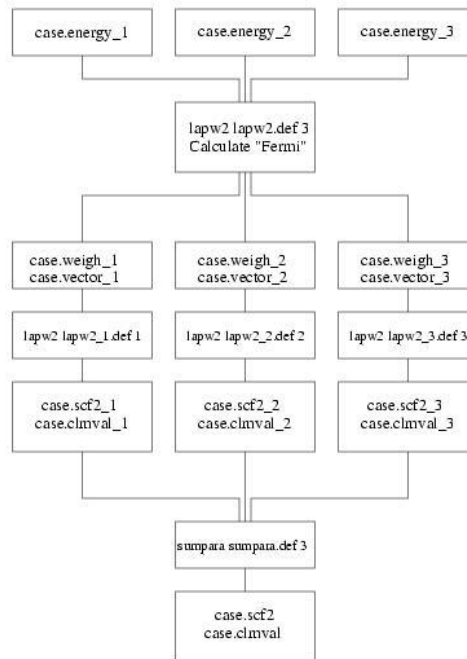 case.energy_1
case.energy_2
case.energy_3
lapw2 lapw2.def 3
Calculate "Fermi"
case.weigh_1
case.vector_1
case.weigh_2
case.vector_2
case.weigh_3
case.vector_3
lapw2 lapw2_1.def 1
lapw2 lapw2_2.def 2
lapw2 lapw2_3.def 3
case.scf2_1
case.clmval_1
case.scf2_2
case.clmval_2
case.scf2_3
case.clmval_3
sumpara sumpara.def 3
case.scf2
case.clmval